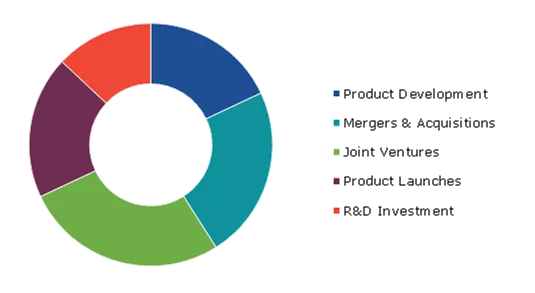 Product Development
Mergers & Acquisitions
Joint Ventures
Product Launches
R&D Investment